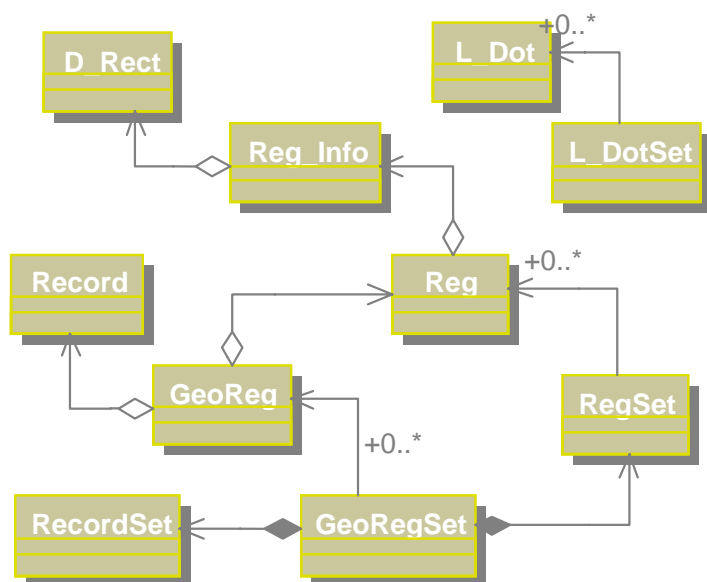 +0..*
D_Rect
L_Dot
Reg_Info
L_DotSet
+0..*
Record
Reg
GeoReg
RegSet
+0..*
RecordSet
GeoRegSet